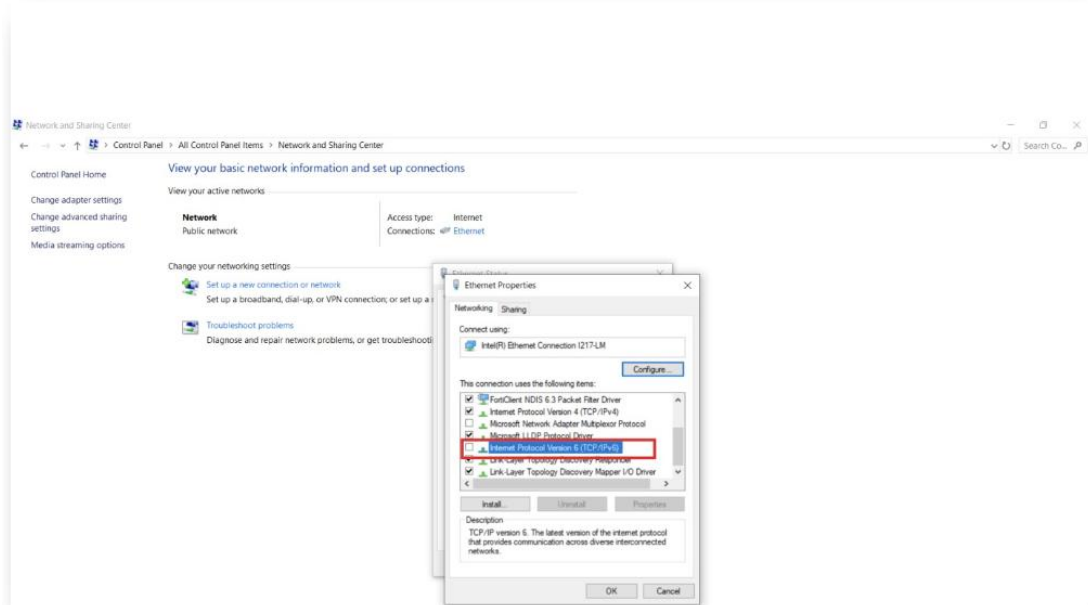 Network and Sharing Center
Control Panel > All Control Panel Items > Network and Sharing Center
Search Co...
Control Panel Home
Change adapter settings
Change advanced sharing
settings
Media streaming options
View your basic network information and set up connections
View your active networks
Network
Public network
Access type: Internet
Connections: Ethernet
Change your networking settings
Set up a new connection or network
Set up a broadband, dial-up, or VPN connection; or set up a
Troubleshoot problems
Diagnose and repair network problems, or get troubleshooti
Ethernet Status
Ethernet Properties
Networking
Sharing
Connect using:
Intel(R) Ethernet Connection I217-LM
Configure...
This connection uses the following items:
FortiClient NDIS 6.3 Packet Filter Driver
Internet Protocol Version 4 (TCP/IPv4)
Microsoft Network Adapter Multiplexor Protocol
Microsoft LLDP Protocol Driver
Internet Protocol Version 6 (TCP/IPv6)
Link-Layer Topology Discovery Responder
Link-Layer Topology Discovery Mapper I/O Driver
Install...
Uninstall
Properties
Description
TCP/IP version 6. The latest version of the internet protocol
that provides communication across diverse interconnected
networks.
OK
Cancel